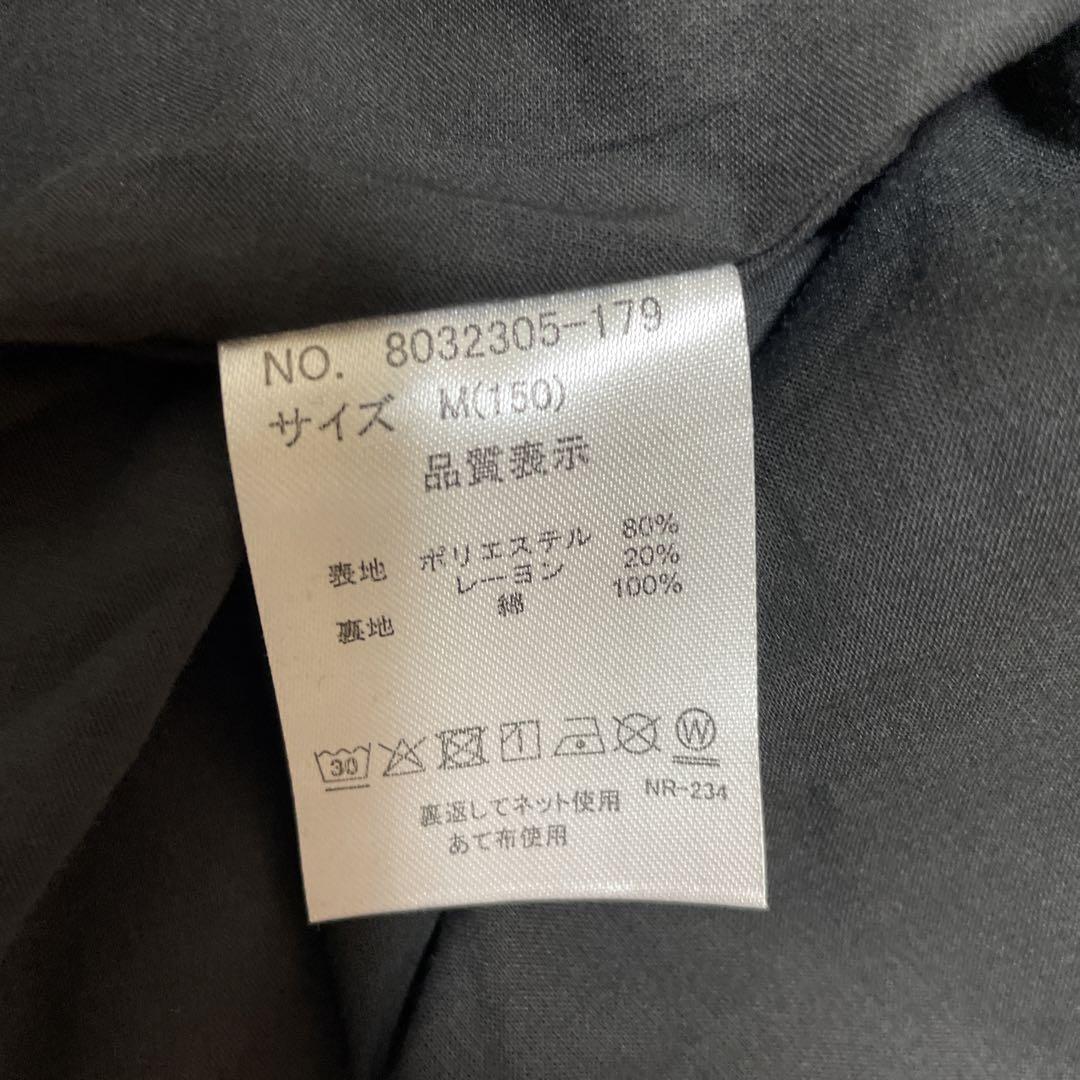 NO. 8032305-179
サイズ M(150)
品質表示
表地 ポリエステル 80%
レーヨン 20%
裏地 綿 100%
30 W
NR-234
裏返してネット使用
あて布使用